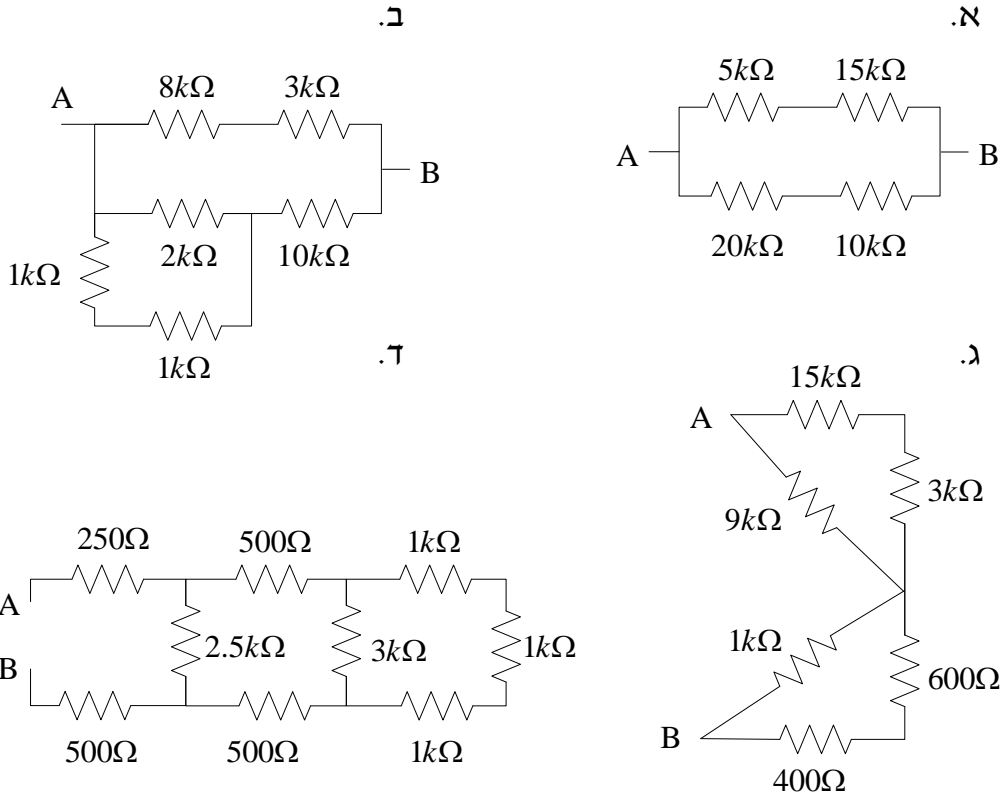 א.
5kΩ 15kΩ
A B
20kΩ 10kΩ
ב.
A 8kΩ 3kΩ
B
2kΩ 10kΩ
1kΩ
1kΩ
ג.
15kΩ
A
3kΩ
9kΩ
1kΩ
600Ω
B
400Ω
ד.
250Ω 500Ω 1kΩ
A
2.5kΩ 3kΩ 1kΩ
B
500Ω 500Ω 1kΩ